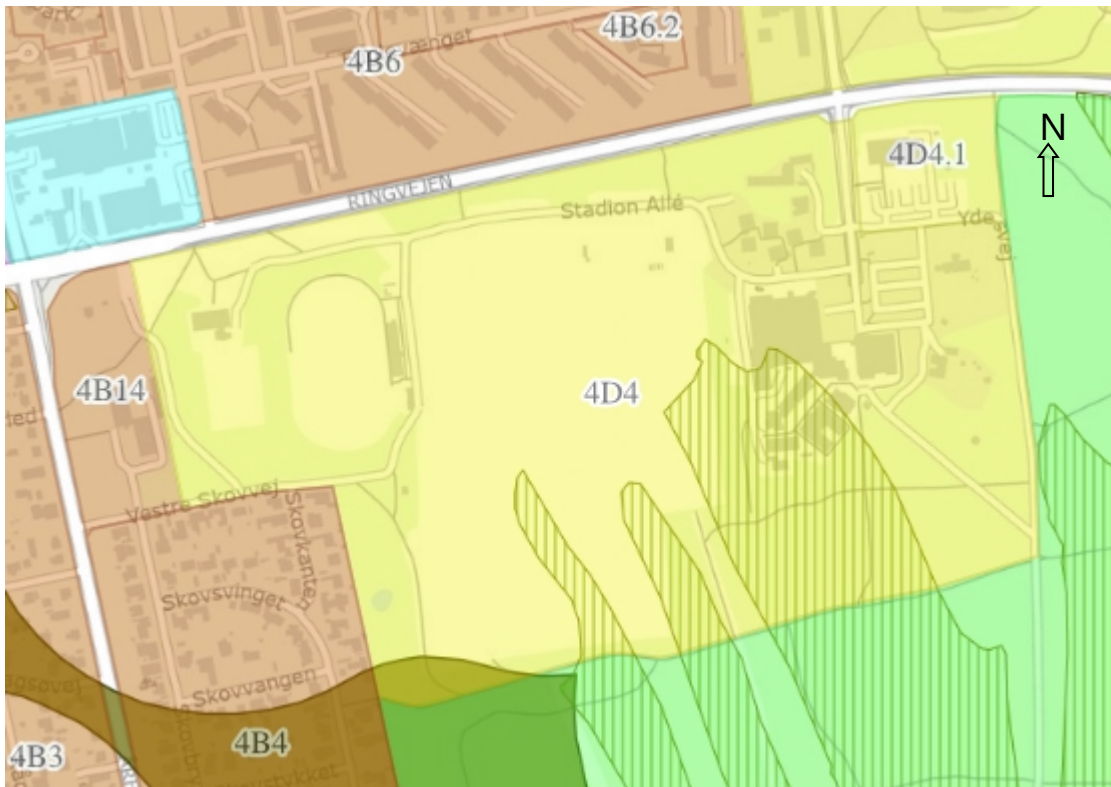 4B6.2
4B6
N
4D4.1
RINGVEJEN
Stadion Allé
4D4
4B14
Vestre Skovvej
Skovkanten
Skovsvinget
Skovvangen
4B4
4B3